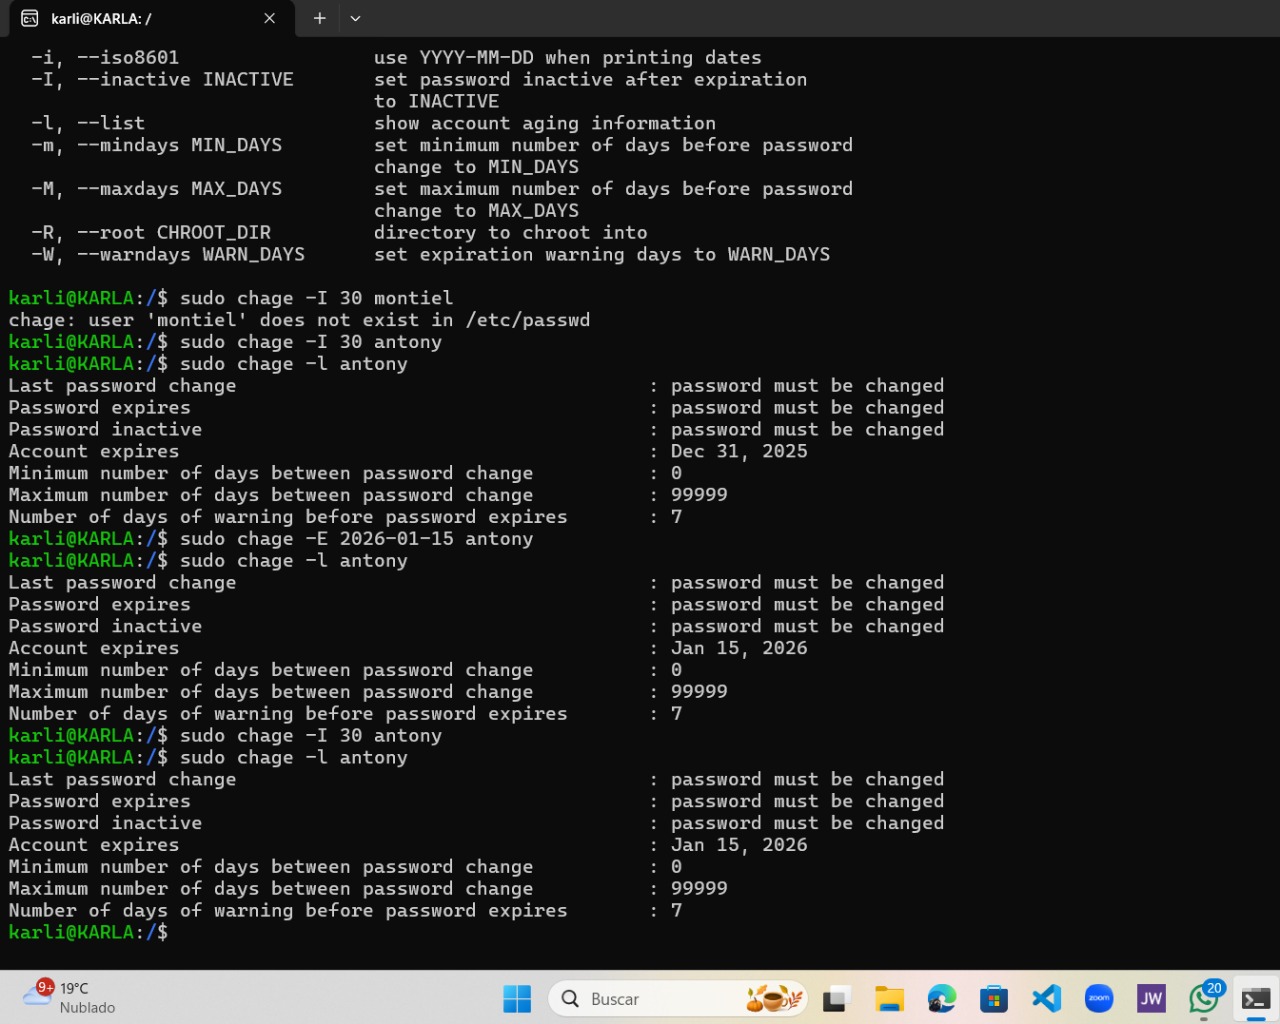 karli@KARLA: /
-i, --iso8601 use YYYY-MM-DD when printing dates
-I, --inactive INACTIVE set password inactive after expiration
to INACTIVE
-l, --list show account aging information
-m, --mindays MIN_DAYS set minimum number of days before password
change to MIN_DAYS
-M, --maxdays MAX_DAYS set maximum number of days before password
change to MAX_DAYS
-R, --root CHROOT_DIR directory to chroot into
-W, --warndays WARN_DAYS set expiration warning days to WARN_DAYS
karli@KARLA:/$ sudo chage -I 30 montiel
chage: user 'montiel' does not exist in /etc/passwd
karli@KARLA:/$ sudo chage -I 30 antony
karli@KARLA:/$ sudo chage -l antony
Last password change : password must be changed
Password expires : password must be changed
Password inactive : password must be changed
Account expires : Dec 31, 2025
Minimum number of days between password change : 0
Maximum number of days between password change : 99999
Number of days of warning before password expires : 7
karli@KARLA:/$ sudo chage -E 2026-01-15 antony
karli@KARLA:/$ sudo chage -l antony
Last password change : password must be changed
Password expires : password must be changed
Password inactive : password must be changed
Account expires : Jan 15, 2026
Minimum number of days between password change : 0
Maximum number of days between password change : 99999
Number of days of warning before password expires : 7
karli@KARLA:/$ sudo chage -I 30 antony
karli@KARLA:/$ sudo chage -l antony
Last password change : password must be changed
Password expires : password must be changed
Password inactive : password must be changed
Account expires : Jan 15, 2026
Minimum number of days between password change : 0
Maximum number of days between password change : 99999
Number of days of warning before password expires : 7
karli@KARLA:/$
9+ 19°C
Nublado
Buscar
zoom
JW
20